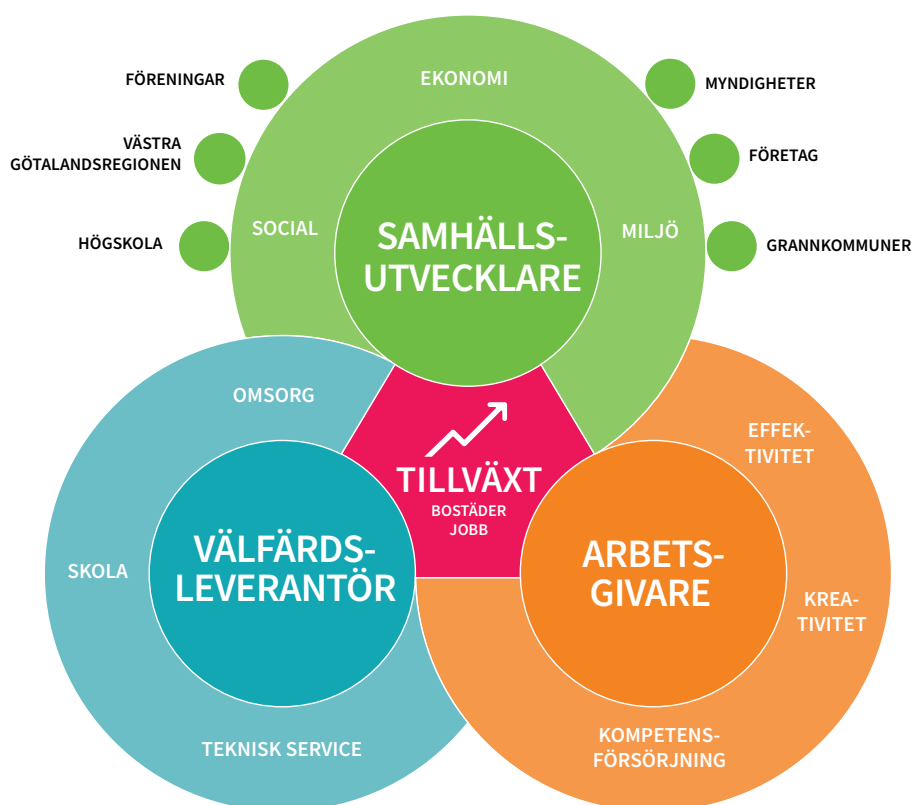 EKONOMI
FÖRENINGAR
MYNDIGHETER
VÄSTRA
GÖTALANDSREGIONEN
FÖRETAG
HÖGSKOLA
SOCIAL
SAMHÄLLS-
UTVECKLARE
MILJÖ
GRANNKOMMUNER
OMSORG
EFFEK-
TIVITET
TILLVÄXT
BOSTÄDER
JOBB
SKOLA
VÄLFÄRDS-
LEVERANTÖR
ARBETS-
GIVARE
KREA-
TIVITET
TEKNISK SERVICE
KOMPETENS-
FÖRSÖRJNING